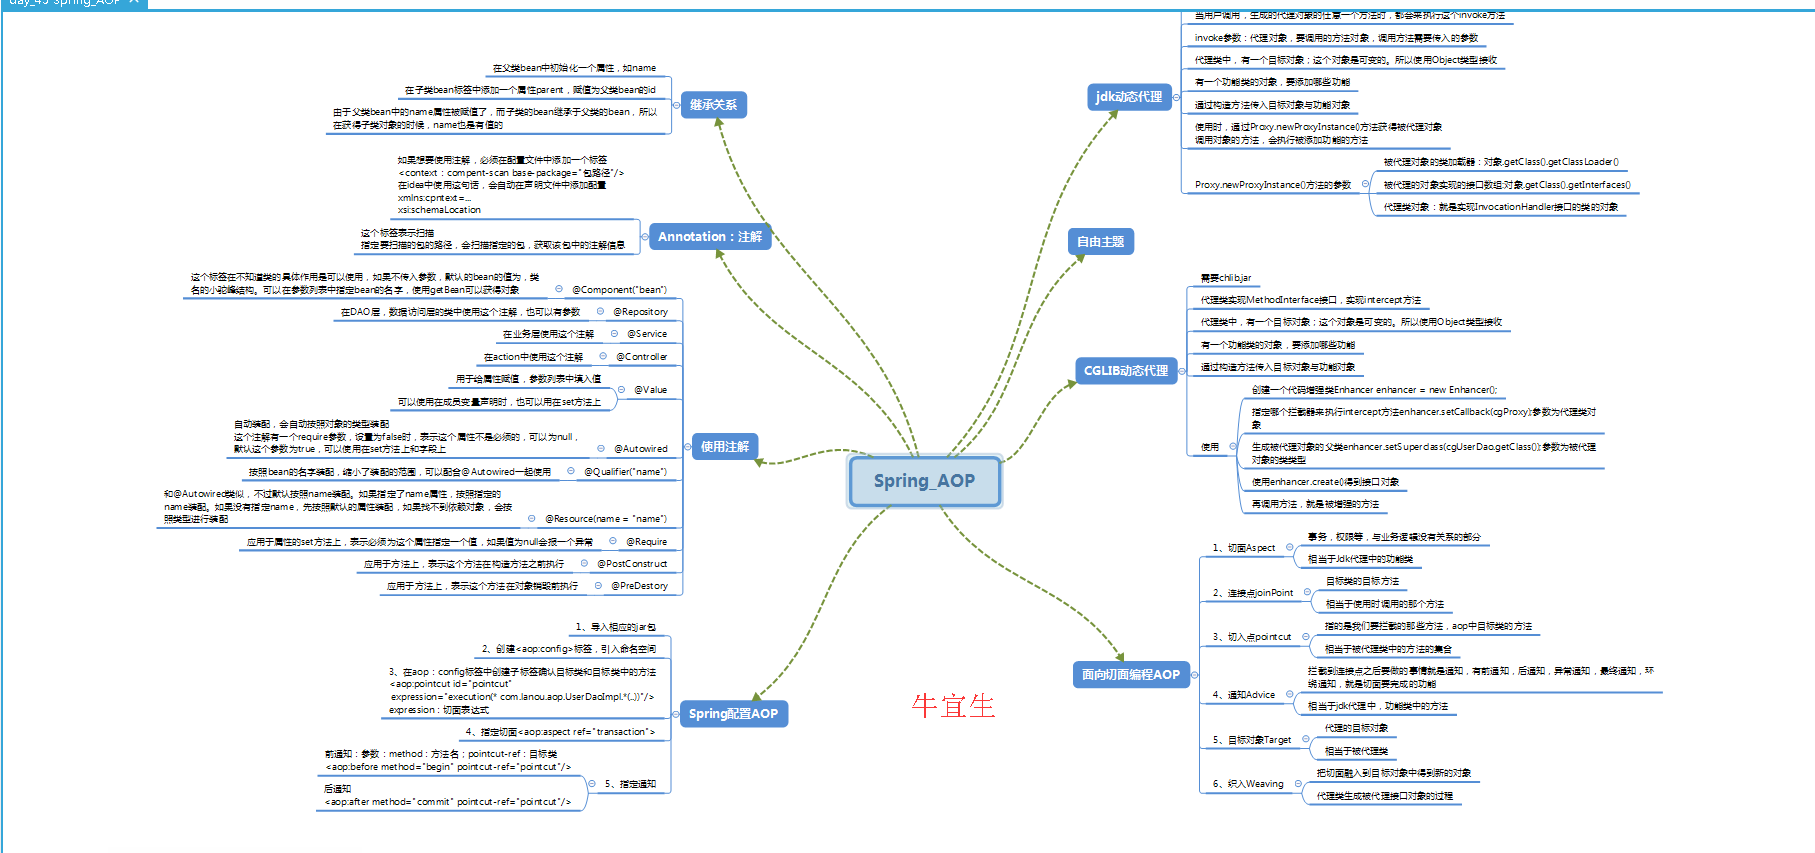 day_43 Spring_AOP
在父类bean中初始化一个属性，如name
在子类bean标签中添加一个属性parent，赋值为父类bean的id
由于父类bean中的name属性被赋值了，而子类的bean继承于父类的bean，所以
在获得子类对象的时候，name也是有值的
继承关系
如果想要使用注解，必须在配置文件中添加一个标签
<context：compent-scan base-package="包路径"/>
在idea中使用这句话，会自动在声明文件中添加配置
xmlns:cpntext=...
xsi:schemaLocation
这个标签表示扫描
指定要扫描的包的路径，会扫描指定的包，获取该包中的注解信息
Annotation：注解
这个标签在不知道类的具体作用是可以使用，如果不传入参数，默认的bean的值为，类
名的小驼峰结构。可以在参数列表中指定bean的名字，使用getBean可以获得对象
@Component("bean")
在DAO层，数据访问层的类中使用这个注解，也可以有参数
@Repository
在业务层使用这个注解
@Service
在action中使用这个注解
@Controller
用于给属性赋值，参数列表中填入值
可以使用在成员变量声明时，也可以用在set方法上
@Value
自动装配，会自动按照对象的类型装配
这个注解有一个require参数，设置为false时，表示这个属性不是必须的，可以为null，
默认这个参数为true，可以使用在set方法上和字段上
@Autowired
按照bean的名字装配，缩小了装配的范围，可以配合@Autowired一起使用
@Qualifier("name")
和@Autowired类似，不过默认按照name装配。如果指定了name属性，按照指定的
name装配。如果没有指定name，先按照默认的属性装配，如果找不到依赖对象，会按
照类型进行装配
@Resource(name = "name")
应用于属性的set方法上，表示必须为这个属性指定一个值，如果值为null会报一个异常
@Require
应用于方法上，表示这个方法在构造方法之前执行
@PostConstruct
应用于方法上，表示这个方法在对象销毁前执行
@PreDestory
使用注解
1、导入相应的jar包
2、创建<aop:config>标签，引入命名空间
3、在aop：config标签中创建子标签确认目标类和目标类中的方法
<aop:pointcut id="pointcut"
expression="execution(* com.lanou.aop.UserDaoImpl.*(..))"/>
expression：切面表达式
4、指定切面<aop:aspect ref="transaction">
前通知：参数：method：方法名；pointcut-ref：目标类
<aop:before method="begin" pointcut-ref="pointcut"/>
后通知
<aop:after method="commit" pointcut-ref="pointcut"/>
5、指定通知
Spring配置AOP
Spring_AOP
牛宜生
jdk动态代理
当用户调用，生成的代理对象的任意一个方法时，都会来执行这个invoke方法
invoke参数：代理对象，要调用的方法对象，调用方法需要传入的参数
代理类中，有一个目标对象；这个对象是可变的。所以使用Object类型接收
有一个功能类的对象，要添加哪些功能
通过构造方法传入目标对象与功能对象
使用时，通过Proxy.newProxyInstance()方法获得被代理对象
调用对象的方法，会执行被添加功能的方法
Proxy.newProxyInstance()方法的参数
被代理对象的类加载器：对象.getClass().getClassLoader()
被代理的对象实现的接口数组:对象.getClass().getInterfaces()
代理类对象：就是实现InvocationHandler接口的类的对象
自由主题
CGLIB动态代理
需要chlib.jar
代理类实现MethodInterface接口，实现intercept方法
代理类中，有一个目标对象；这个对象是可变的。所以使用Object类型接收
有一个功能类的对象，要添加哪些功能
通过构造方法传入目标对象与功能对象
使用
创建一个代码增强类Enhancer enhancer = new Enhancer();
指定哪个拦截器来执行intercept方法enhancer.setCallback(cgProxy);参数为代理类对
象
生成被代理对象的父类enhancer.setSuperclass(cgUserDao.getClass());参数为被代理
对象的类类型
使用enhancer.create()得到接口对象
再调用方法，就是被增强的方法
面向切面编程AOP
1、切面Aspect
事务，权限等，与业务逻辑没有关系的部分
相当于Jdk代理中的功能类
2、连接点joinPoint
目标类的目标方法
相当于使用时调用的那个方法
3、切入点pointcut
指的是我们要拦截的那些方法，aop中目标类的方法
相当于被代理类中的方法的集合
4、通知Advice
拦截到连接点之后要做的事情就是通知，有前通知，后通知，异常通知，最终通知，环
绕通知，就是切面要完成的功能
相当于jdk代理中，功能类中的方法
5、目标对象Target
代理的目标对象
相当于被代理类
6、织入Weaving
把切面融入到目标对象中得到新的对象
代理类生成被代理接口对象的过程